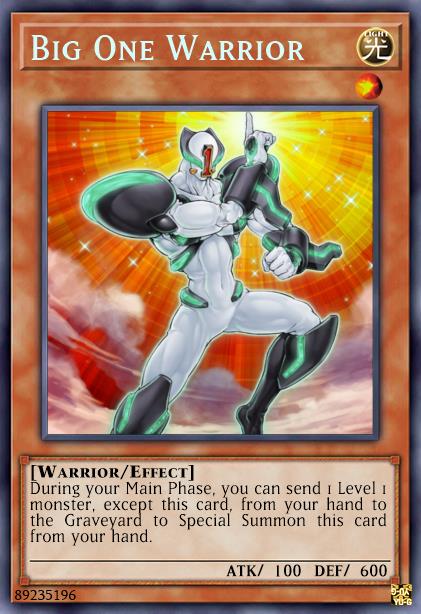 BIG ONE WARRIOR
LIGHT
光
1
[WARRIOR/EFFECT]
During your Main Phase, you can send 1 Level 1
monster, except this card, from your hand to
the Graveyard to Special Summon this card
from your hand.
ATK/ 100 DEF/ 600
89235196